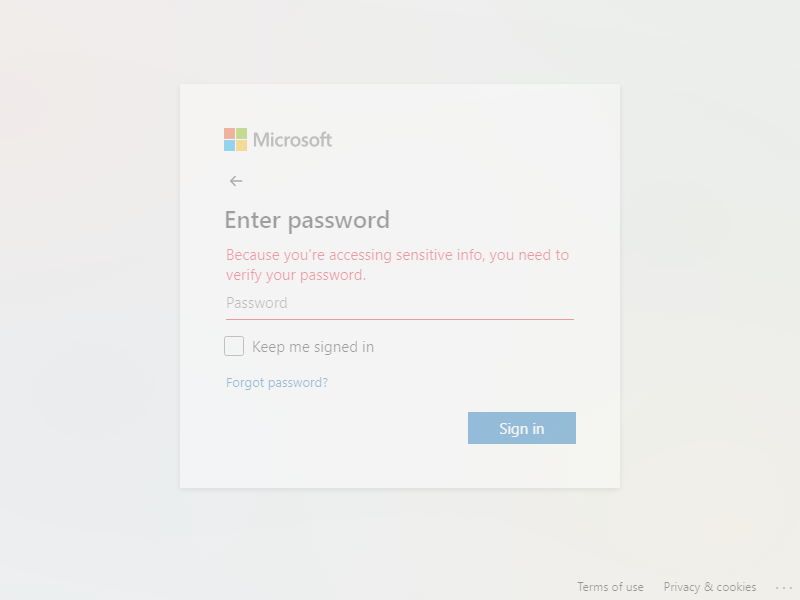 Microsoft
Enter password
Because you're accessing sensitive info, you need to
verify your password.
Password
Keep me signed in
Forgot password?
Sign in
Terms of use Privacy & cookies ...